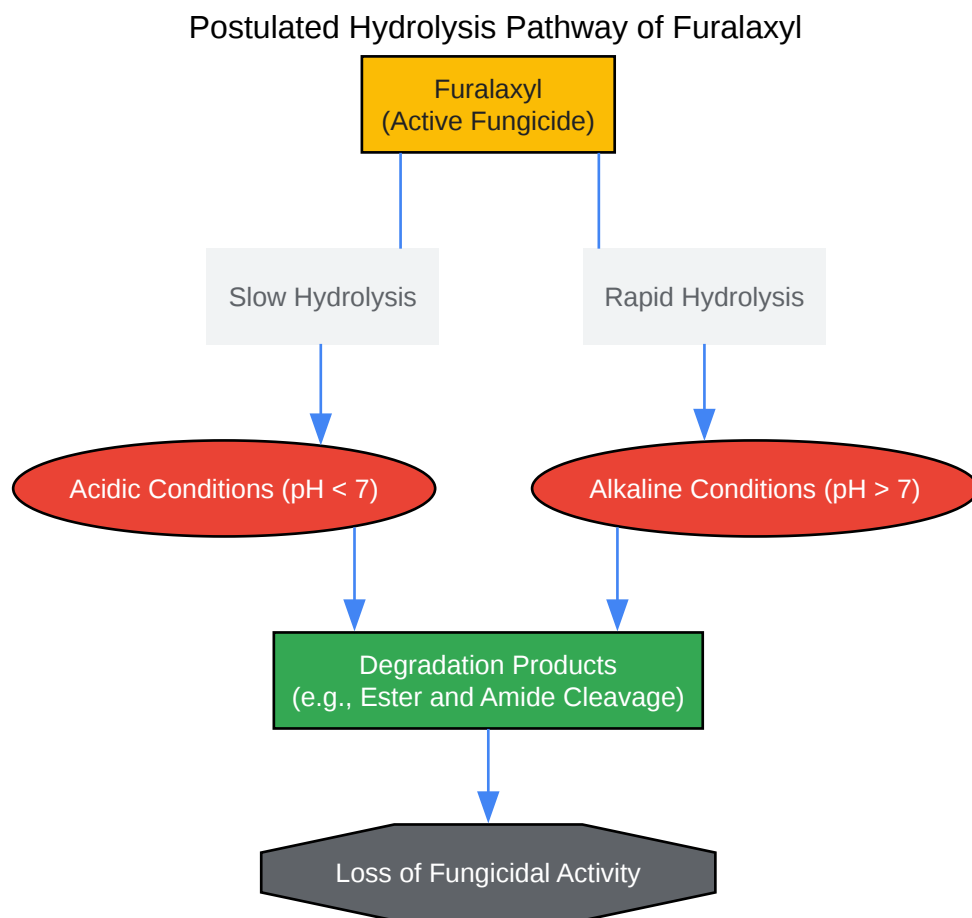 Postulated Hydrolysis Pathway of Furalaxyl
Furalaxyl
(Active Fungicide)
Slow Hydrolysis
Rapid Hydrolysis
Acidic Conditions (pH < 7)
Alkaline Conditions (pH > 7)
Degradation Products
(e.g., Ester and Amide Cleavage)
Loss of Fungicidal Activity